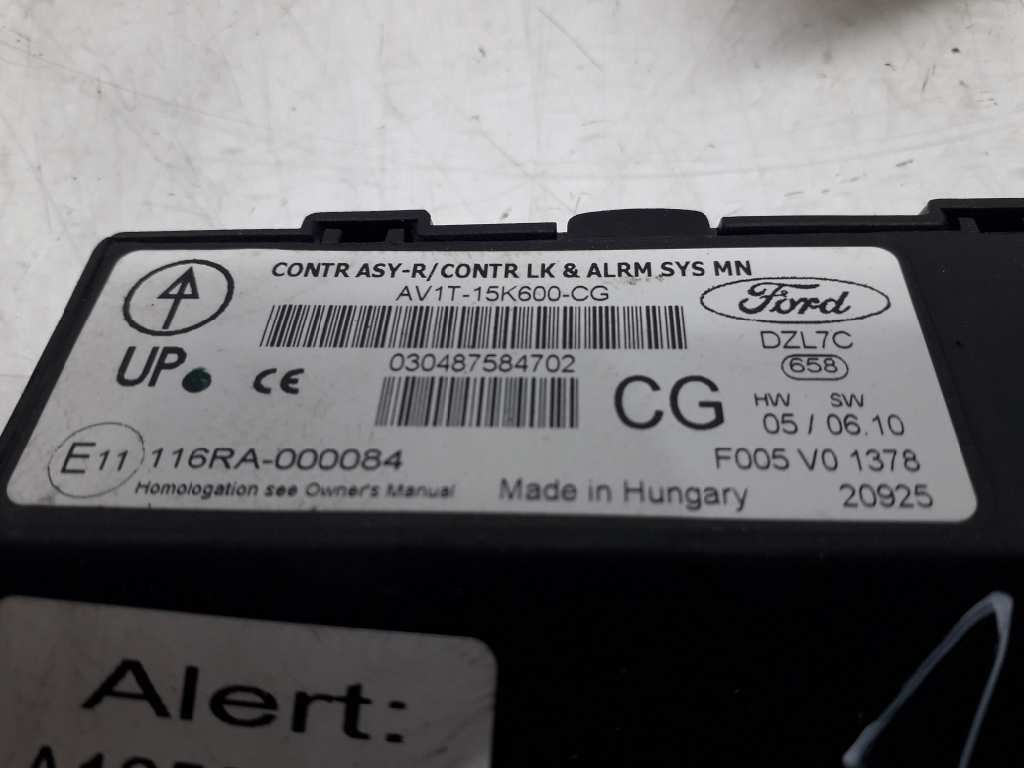 CONTR ASY-R/CONTR LK & ALRM SYS MN
AV1T-15K600-CG
Ford
DZL7C
658
UP
CE
030487584702
CG
HW SW
05 / 06.10
E11 116RA-000084
F005 V0 1378
Homologation see Owner's Manual
Made in Hungary
20925
Alert: